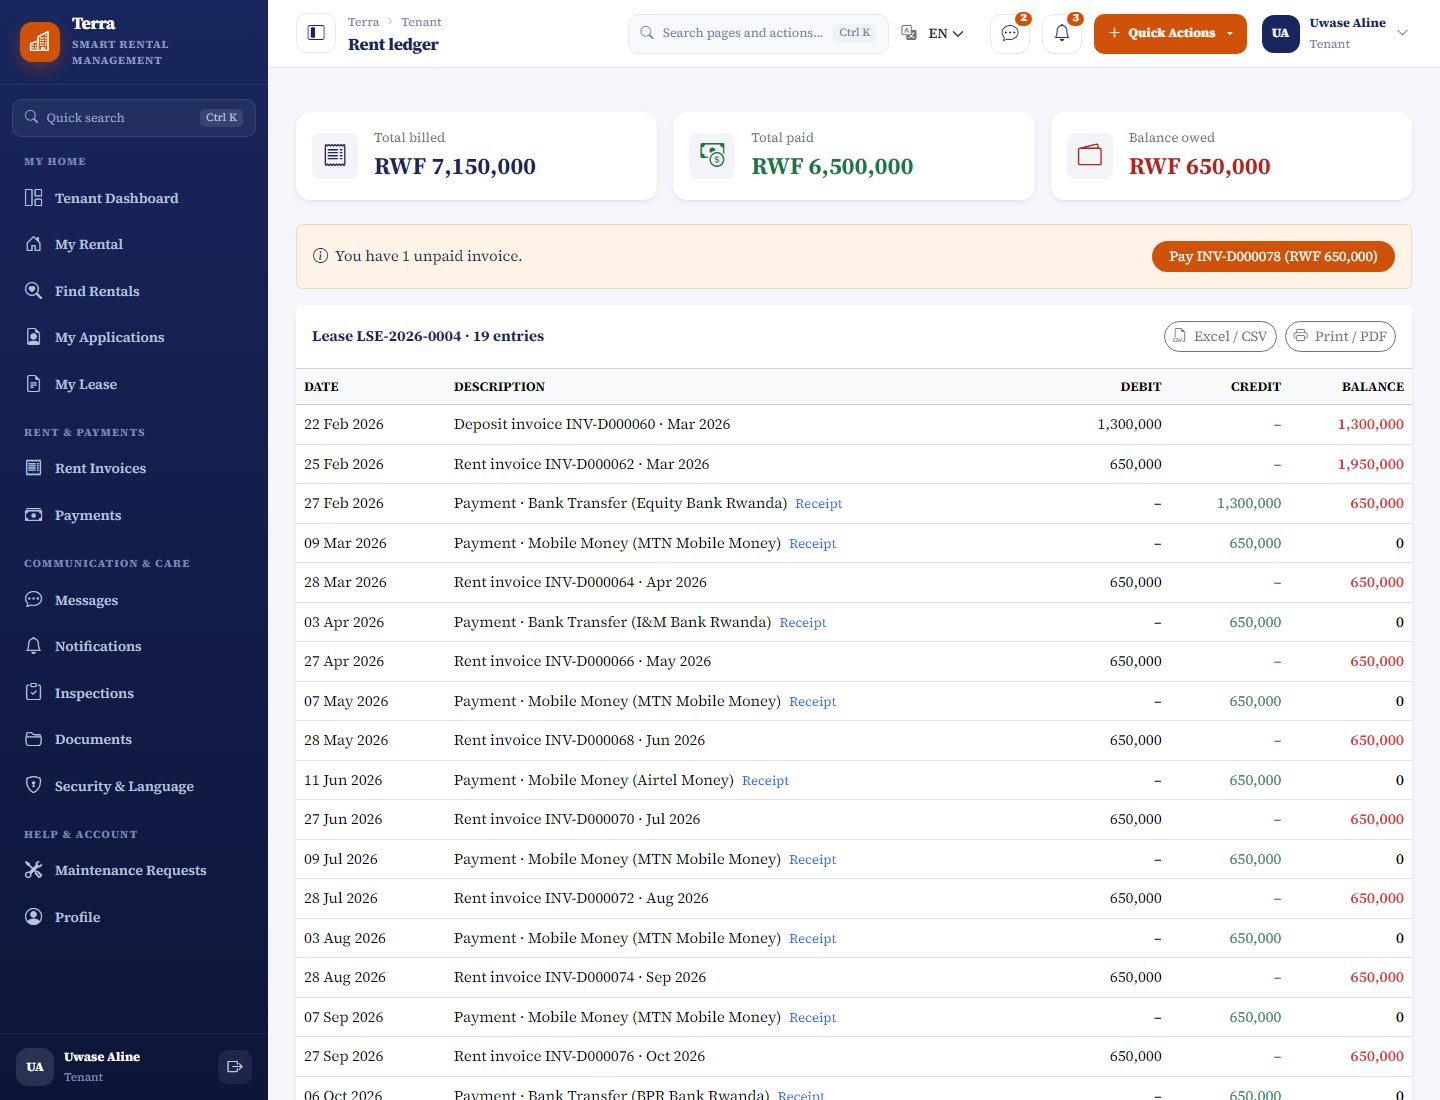 Terra
SMART RENTAL
MANAGEMENT
Quick search Ctrl K
MY HOME
Tenant Dashboard
My Rental
Find Rentals
My Applications
My Lease
RENT & PAYMENTS
Rent Invoices
Payments
COMMUNICATION & CARE
Messages
Notifications
Inspections
Documents
Security & Language
HELP & ACCOUNT
Maintenance Requests
Profile
UA Uwase Aline
Tenant
Terra > Tenant
Rent ledger
Search pages and actions... Ctrl K
EN
2
3
+ Quick Actions
UA Uwase Aline
Tenant
Total billed
RWF 7,150,000
Total paid
RWF 6,500,000
Balance owed
RWF 650,000
You have 1 unpaid invoice.
Pay INV-D000078 (RWF 650,000)
Lease LSE-2026-0004 · 19 entries
Excel / CSV
Print / PDF
DATE DESCRIPTION DEBIT CREDIT BALANCE
22 Feb 2026 Deposit invoice INV-D000060 · Mar 2026 1,300,000 – 1,300,000
25 Feb 2026 Rent invoice INV-D000062 · Mar 2026 650,000 – 1,950,000
27 Feb 2026 Payment · Bank Transfer (Equity Bank Rwanda) Receipt – 1,300,000 650,000
09 Mar 2026 Payment · Mobile Money (MTN Mobile Money) Receipt – 650,000 0
28 Mar 2026 Rent invoice INV-D000064 · Apr 2026 650,000 – 650,000
03 Apr 2026 Payment · Bank Transfer (I&M Bank Rwanda) Receipt – 650,000 0
27 Apr 2026 Rent invoice INV-D000066 · May 2026 650,000 – 650,000
07 May 2026 Payment · Mobile Money (MTN Mobile Money) Receipt – 650,000 0
28 May 2026 Rent invoice INV-D000068 · Jun 2026 650,000 – 650,000
11 Jun 2026 Payment · Mobile Money (Airtel Money) Receipt – 650,000 0
27 Jun 2026 Rent invoice INV-D000070 · Jul 2026 650,000 – 650,000
09 Jul 2026 Payment · Mobile Money (MTN Mobile Money) Receipt – 650,000 0
28 Jul 2026 Rent invoice INV-D000072 · Aug 2026 650,000 – 650,000
03 Aug 2026 Payment · Mobile Money (MTN Mobile Money) Receipt – 650,000 0
28 Aug 2026 Rent invoice INV-D000074 · Sep 2026 650,000 – 650,000
07 Sep 2026 Payment · Mobile Money (MTN Mobile Money) Receipt – 650,000 0
27 Sep 2026 Rent invoice INV-D000076 · Oct 2026 650,000 – 650,000
06 Oct 2026 Payment · Bank Transfer (BPR Bank Rwanda) Receipt – 650,000 0